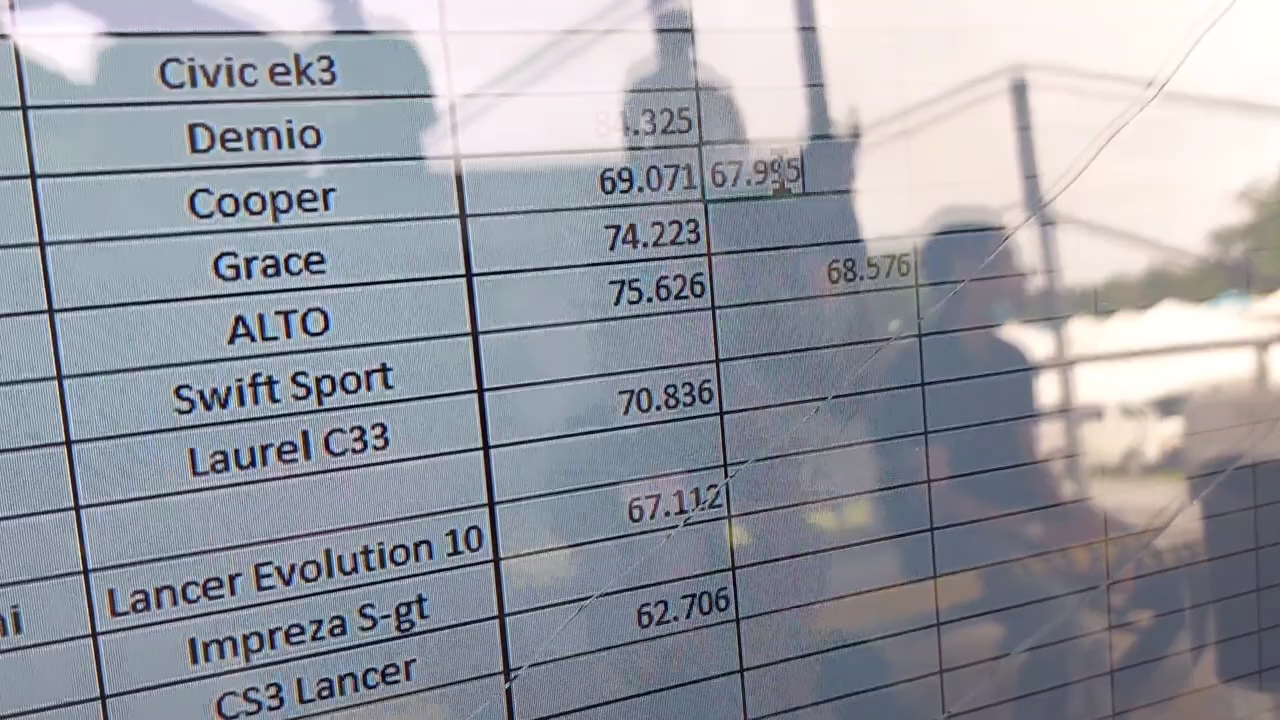 Civic ek3
Demio
Cooper 69.071
Grace 74.223
ALTO 75.626 68.576
Swift Sport
Laurel C33 70.836
Lancer Evolution 10 67.112
Impreza S-gt
CS3 Lancer 62.706